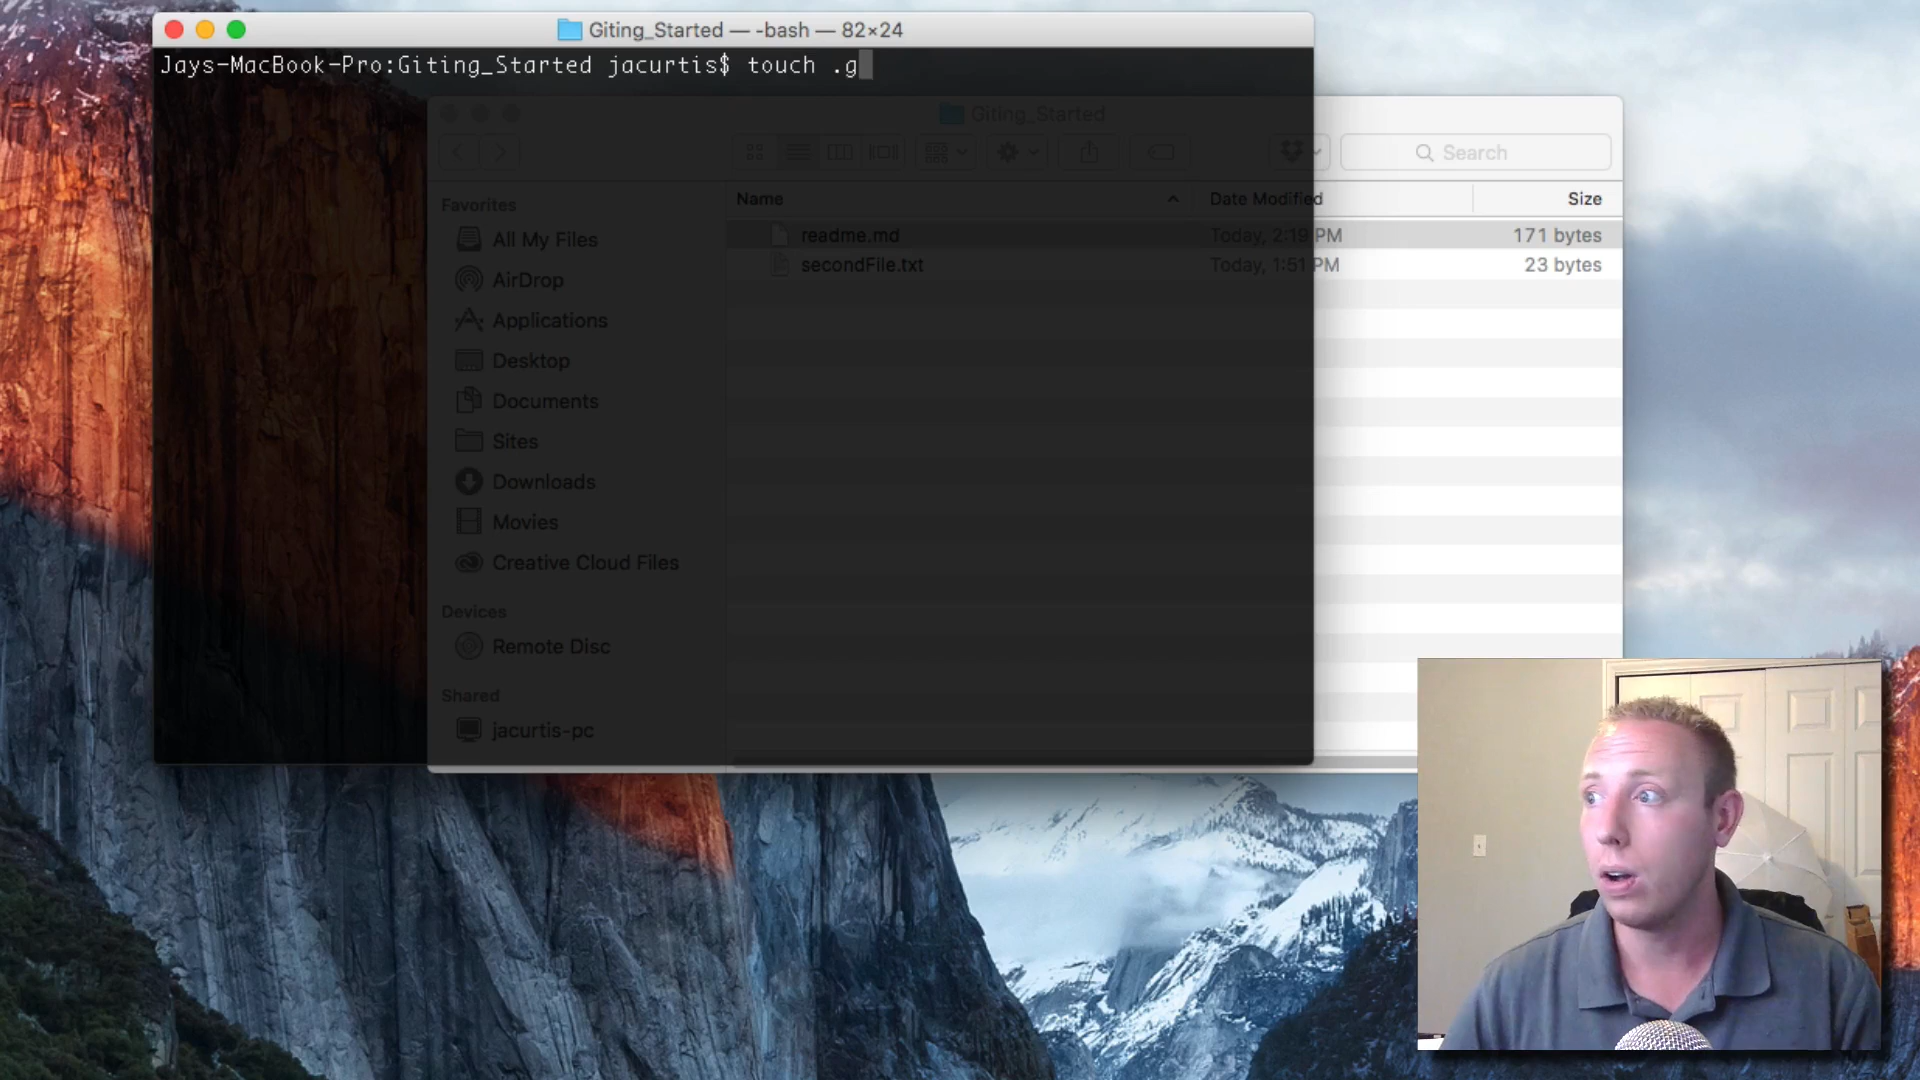 Giting_Started — -bash — 82×24
Jays-MacBook-Pro:Giting_Started jacurtis$ touch .g
Giting_Started
Search
Name Date Modified Size
readme.md Today, 2:19 PM 171 bytes
secondFile.txt Today, 1:51 PM 23 bytes
Favorites
All My Files
AirDrop
Applications
Desktop
Documents
Sites
Downloads
Movies
Creative Cloud Files
Devices
Remote Disc
Shared
jacurtis-pc